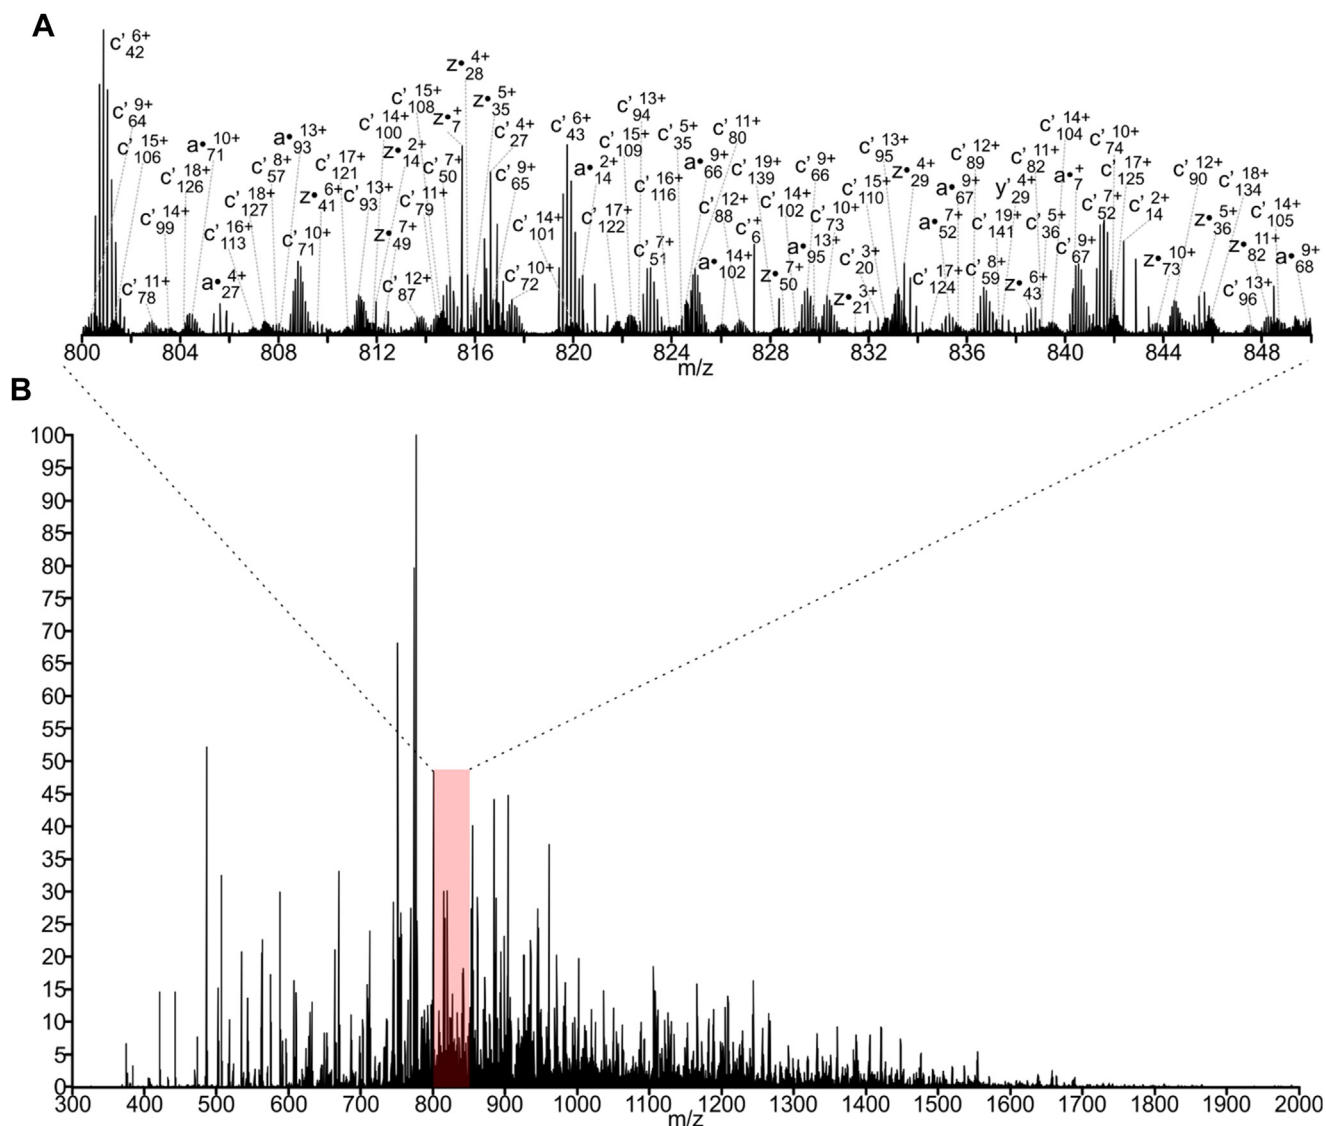 A
c' 6+ 42
c' 9+ 64
c' 15+ 106
c' 11+ 78
c' 14+ 99
c' 18+ 126
a• 10+ 71
c' 16+ 113
a• 4+ 27
c' 18+ 127
c' 8+ 57
a• 13+ 93
c' 10+ 71
z• 6+ 41
c' 17+ 121
c' 13+ 93
c' 14+ 100
z• 2+ 14
z• 7+ 49
c' 12+ 87
c' 15+ 108
c' 11+ 79
c' 7+ 50
z• + 7
z• 4+ 28
z• 5+ 35
c' 4+ 27
c' 9+ 65
c' 10+ 72
c' 14+ 101
c' 6+ 43
a• 2+ 14
c' 17+ 122
c' 15+ 109
c' 13+ 94
c' 16+ 116
c' 7+ 51
c' 5+ 35
a• 9+ 66
c' 11+ 80
c' 12+ 88
a• 14+ 102
c' + 6
c' 19+ 139
c' 14+ 102
z• 7+ 50
c' 9+ 66
a• 13+ 95
c' 10+ 73
c' 3+ 20
z• 3+ 21
c' 15+ 110
c' 13+ 95
z• 4+ 29
c' 17+ 124
a• 7+ 52
a• 9+ 67
c' 12+ 89
c' 19+ 141
c' 8+ 59
y' 4+ 29
z• 6+ 43
c' 11+ 82
c' 5+ 36
c' 14+ 104
a• + 7
c' 9+ 67
c' 10+ 74
c' 7+ 52
c' 17+ 125
c' 2+ 14
z• 10+ 73
c' 12+ 90
z• 5+ 36
c' 18+ 134
z• 11+ 82
c' 13+ 96
c' 14+ 105
a• 9+ 68
800 804 808 812 816 820 824 828 832 836 840 844 848
m/z
B
100
95
90
85
80
75
70
65
60
55
50
45
40
35
30
25
20
15
10
5
0
300 400 500 600 700 800 900 1000 1100 1200 1300 1400 1500 1600 1700 1800 1900 2000
m/z